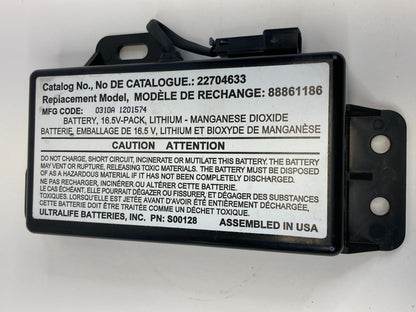 Catalog No., No DE CATALOGUE.: 22704633
Replacement Model, MODÈLE DE RECHANGE: 88861186
MFG CODE: 0310A 1201574
BATTERY, 16.5V-PACK, LITHIUM - MANGANESE DIOXIDE
BATTERIE, EMBALLAGE DE 16.5 V, LITHIUM ET BIOXYDE DE MANGANÈSE
CAUTION ATTENTION
DO NOT CHARGE, SHORT CIRCUIT, INCINERATE OR MUTILATE THIS BATTERY. THE BATTERY
MAY VENT OR RUPTURE, RELEASING TOXIC MATERIALS. THE BATTERY MUST BE DISPOSED
OF AS A HAZARDOUS MATERIAL IF IT HAS NOT BEEN COMPLETELY DISCHARGED.
NE PAS RECHARGER, INCINÉRER OU ALTÉRER CETTE BATTERIE.
LE CAS ÉCHÉANT, ELLE POURRAIT DÉGAZER OU FISSURER, ET DÉGAGER DES SUBSTANCES
TOXIQUES. LORSQU'ELLE EST JETÉE AVANT D'AVOIR ÉTÉ ENTIÈREMENT DÉCHARGÉE,
CETTE BATTERIE DOIT ÊTRE TRAITÉE COMME UN DÉCHET TOXIQUE.
ULTRALIFE BATTERIES, INC. PN: S00128 ASSEMBLED IN USA